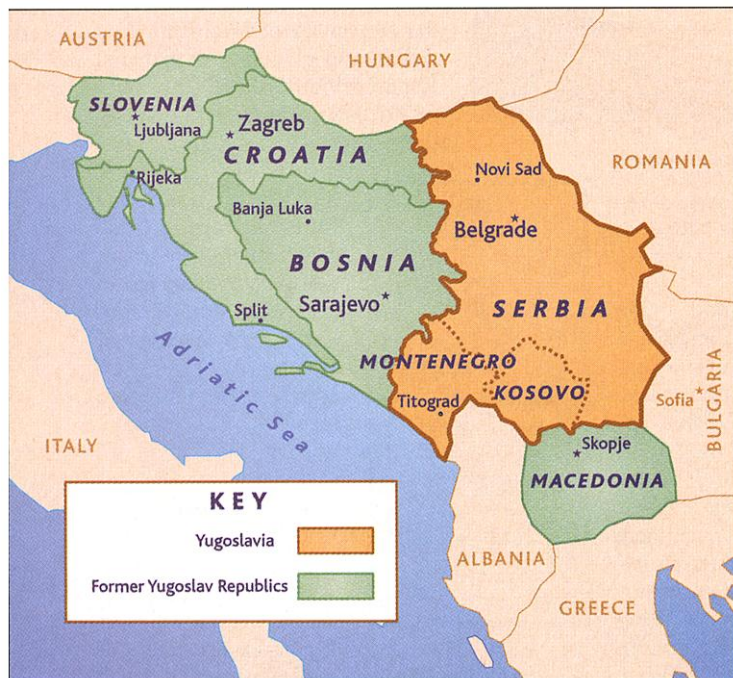 AUSTRIA
HUNGARY
SLOVENIA
Ljubljana
Zagreb
CROATIA
ROMANIA
Rijeka
Novi Sad
Banja Luka
Belgrade
BOSNIA
Sarajevo
SERBIA
Split
MONTENEGRO
KOSOVO
Titograd
Sofia
BULGARIA
Adriatic Sea
ITALY
Skopje
MACEDONIA
KEY
Yugoslavia
Former Yugoslav Republics
ALBANIA
GREECE